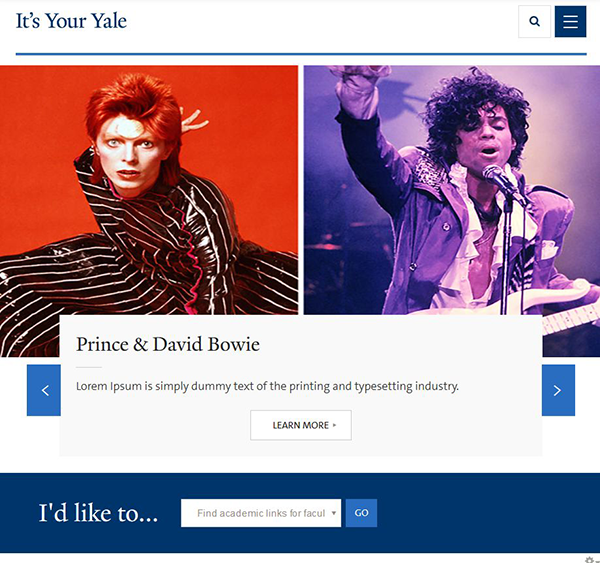 It's Your Yale
Prince & David Bowie
Lorem Ipsum is simply dummy text of the printing and typesetting industry.
LEARN MORE
I'd like to...
Find academic links for facul
GO